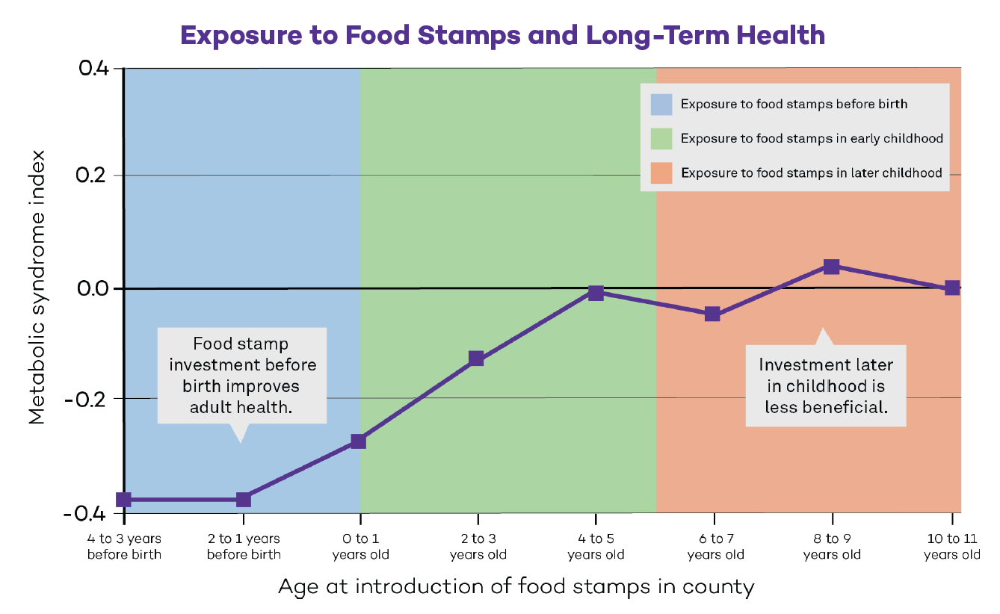 Exposure to Food Stamps and Long-Term Health
0.4
0.2
0.0
-0.2
-0.4
Metabolic syndrome index
Exposure to food stamps before birth
Exposure to food stamps in early childhood
Exposure to food stamps in later childhood
Food stamp
investment before
birth improves
adult health.
Investment later
in childhood is
less beneficial.
4 to 3 years
before birth
2 to 1 years
before birth
0 to 1
years old
2 to 3
years old
4 to 5
years old
6 to 7
years old
8 to 9
years old
10 to 11
years old
Age at introduction of food stamps in county